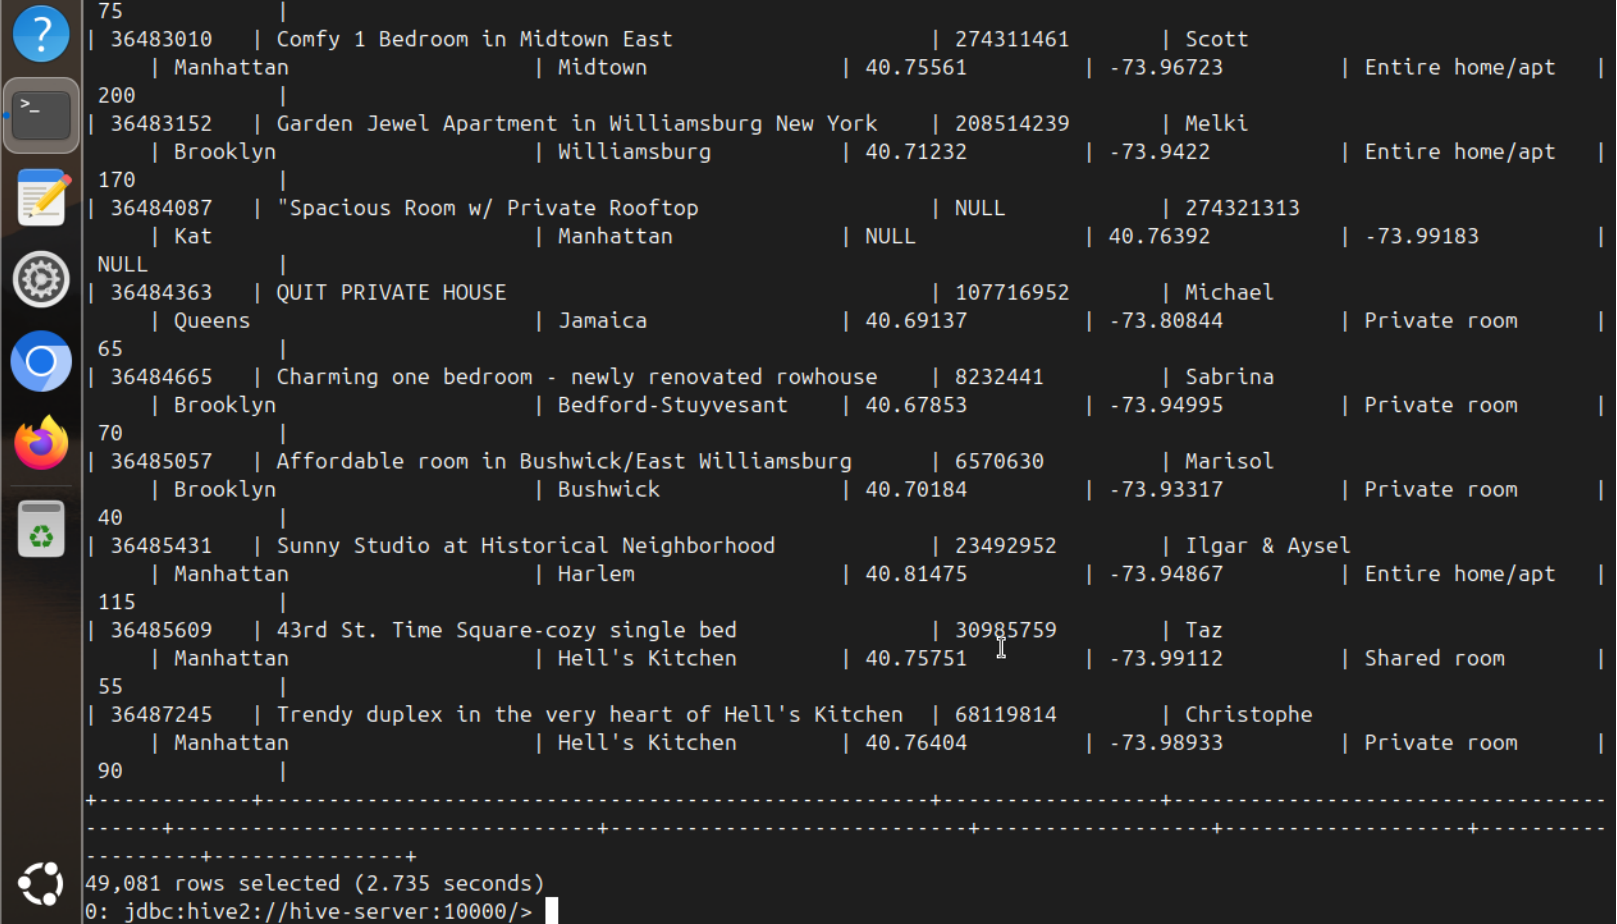 ?
>_
 75             |
| 36483010   | Comfy 1 Bedroom in Midtown East                    | 274311461       | Scott
     | Manhattan                   | Midtown               | 40.75561         | -73.96723         | Entire home/apt   |
 200           |
| 36483152   | Garden Jewel Apartment in Williamsburg New York    | 208514239       | Melki
     | Brooklyn                    | Williamsburg          | 40.71232         | -73.9422          | Entire home/apt   |
 170           |
| 36484087   | "Spacious Room w/ Private Rooftop                  | NULL            | 274321313
     | Kat                         | Manhattan             | NULL             | 40.76392          | -73.99183         |
 NULL          |
| 36484363   | QUIT PRIVATE HOUSE                                 | 107716952       | Michael
     | Queens                      | Jamaica               | 40.69137         | -73.80844         | Private room      |
 65            |
| 36484665   | Charming one bedroom - newly renovated rowhouse    | 8232441         | Sabrina
     | Brooklyn                    | Bedford-Stuyvesant    | 40.67853         | -73.94995         | Private room      |
 70            |
| 36485057   | Affordable room in Bushwick/East Williamsburg      | 6570630         | Marisol
     | Brooklyn                    | Bushwick              | 40.70184         | -73.93317         | Private room      |
 40            |
| 36485431   | Sunny Studio at Historical Neighborhood            | 23492952        | Ilgar & Aysel
     | Manhattan                   | Harlem                | 40.81475         | -73.94867         | Entire home/apt   |
 115           |
| 36485609   | 43rd St. Time Square-cozy single bed               | 30985759        | Taz
     | Manhattan                   | Hell's Kitchen        | 40.75751         | -73.99112         | Shared room       |
 55            |
| 36487245   | Trendy duplex in the very heart of Hell's Kitchen  | 68119814        | Christophe
     | Manhattan                   | Hell's Kitchen        | 40.76404         | -73.98933         | Private room      |
 90            |
+------------+----------------------------------------------------+-----------------+----------------------------------
------+---------------------------------+----------------------------+------------------+-------------------+----------
---------+---------------+
49,081 rows selected (2.735 seconds)
0: jdbc:hive2://hive-server:10000/>